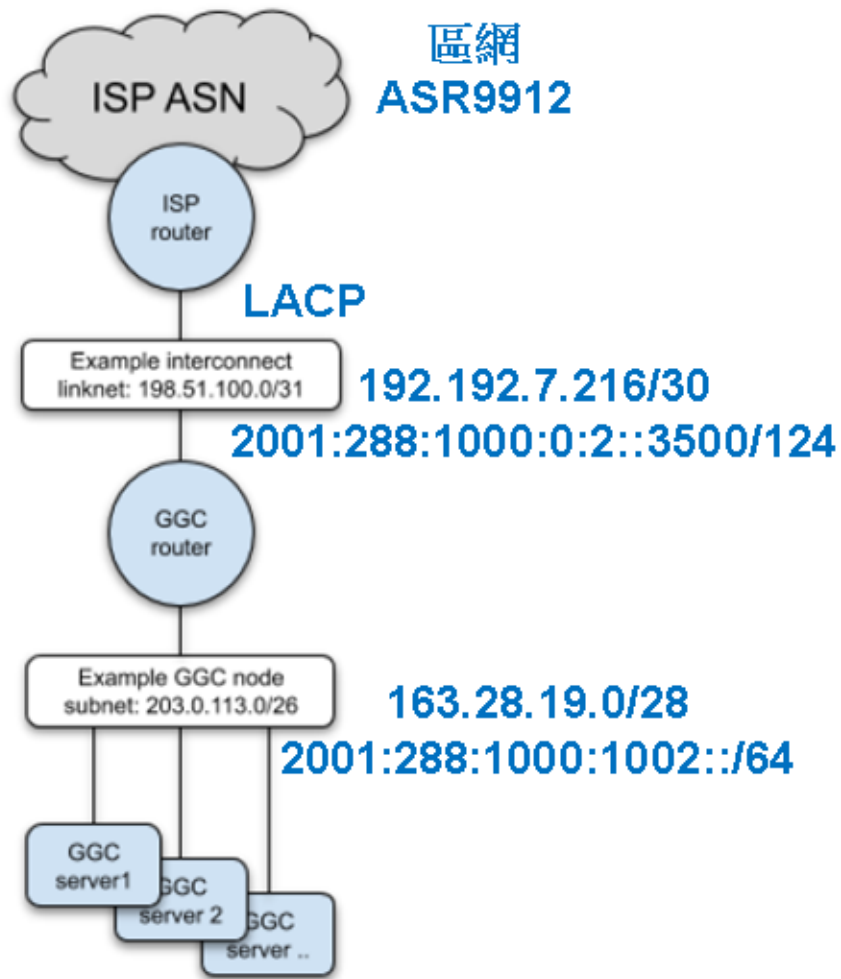 區網
ISP ASN
ASR9912
ISP
router
LACP
Example interconnect
linknet: 198.51.100.0/31
192.192.7.216/30
2001:288:1000:0:2::3500/124
GGC
router
Example GGC node
subnet: 203.0.113.0/26
163.28.19.0/28
2001:288:1000:1002::/64
GGC
server1
GGC
server 2
GGC
server ..